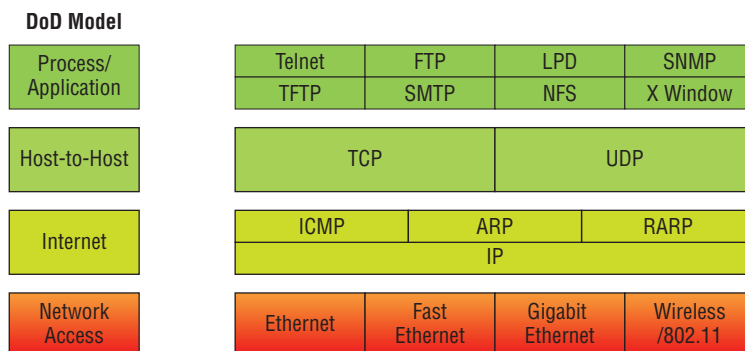 DoD Model
Process/
Application
Telnet FTP LPD SNMP
TFTP SMTP NFS X Window
Host-to-Host
TCP UDP
Internet
ICMP ARP RARP
IP
Network
Access
Ethernet
Fast
Ethernet
Gigabit
Ethernet
Wireless
/802.11